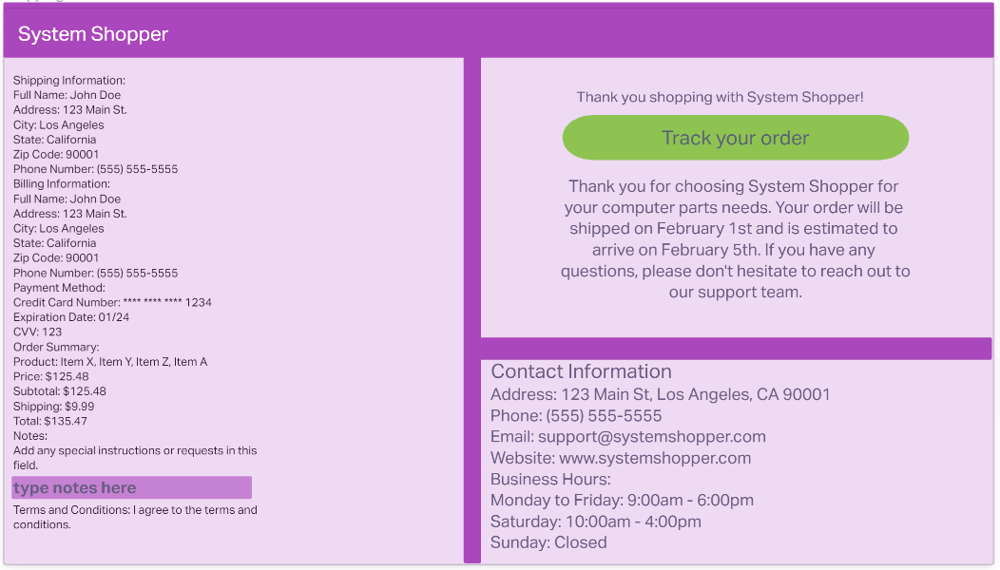 System Shopper
Shipping Information:
Full Name: John Doe
Address: 123 Main St.
City: Los Angeles
State: California
Zip Code: 90001
Phone Number: (555) 555-5555
Billing Information:
Full Name: John Doe
Address: 123 Main St.
City: Los Angeles
State: California
Zip Code: 90001
Phone Number: (555) 555-5555
Payment Method:
Credit Card Number: **** **** **** 1234
Expiration Date: 01/24
CVV: 123
Order Summary:
Product: Item X, Item Y, Item Z, Item A
Price: $125.48
Subtotal: $125.48
Shipping: $9.99
Total: $135.47
Notes:
Add any special instructions or requests in this
field.
type notes here
Terms and Conditions: I agree to the terms and
conditions.
Thank you shopping with System Shopper!
Track your order
Thank you for choosing System Shopper for
your computer parts needs. Your order will be
shipped on February 1st and is estimated to
arrive on February 5th. If you have any
questions, please don't hesitate to reach out to
our support team.
Contact Information
Address: 123 Main St, Los Angeles, CA 90001
Phone: (555) 555-5555
Email: support@systemshopper.com
Website: www.systemshopper.com
Business Hours:
Monday to Friday: 9:00am - 6:00pm
Saturday: 10:00am - 4:00pm
Sunday: Closed